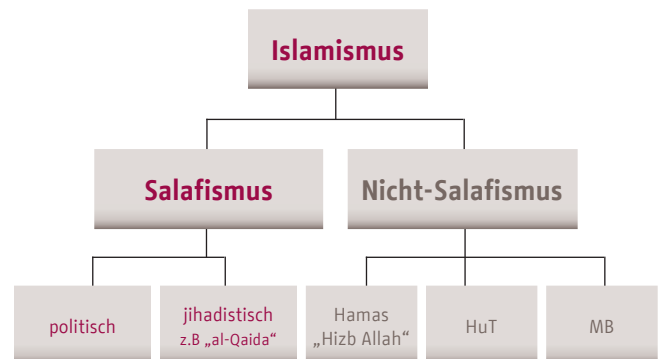 Islamismus
Salafismus
Nicht-Salafismus
politisch
jihadistisch
z.B „al-Qaida“
Hamas
„Hizb Allah“
HuT
MB